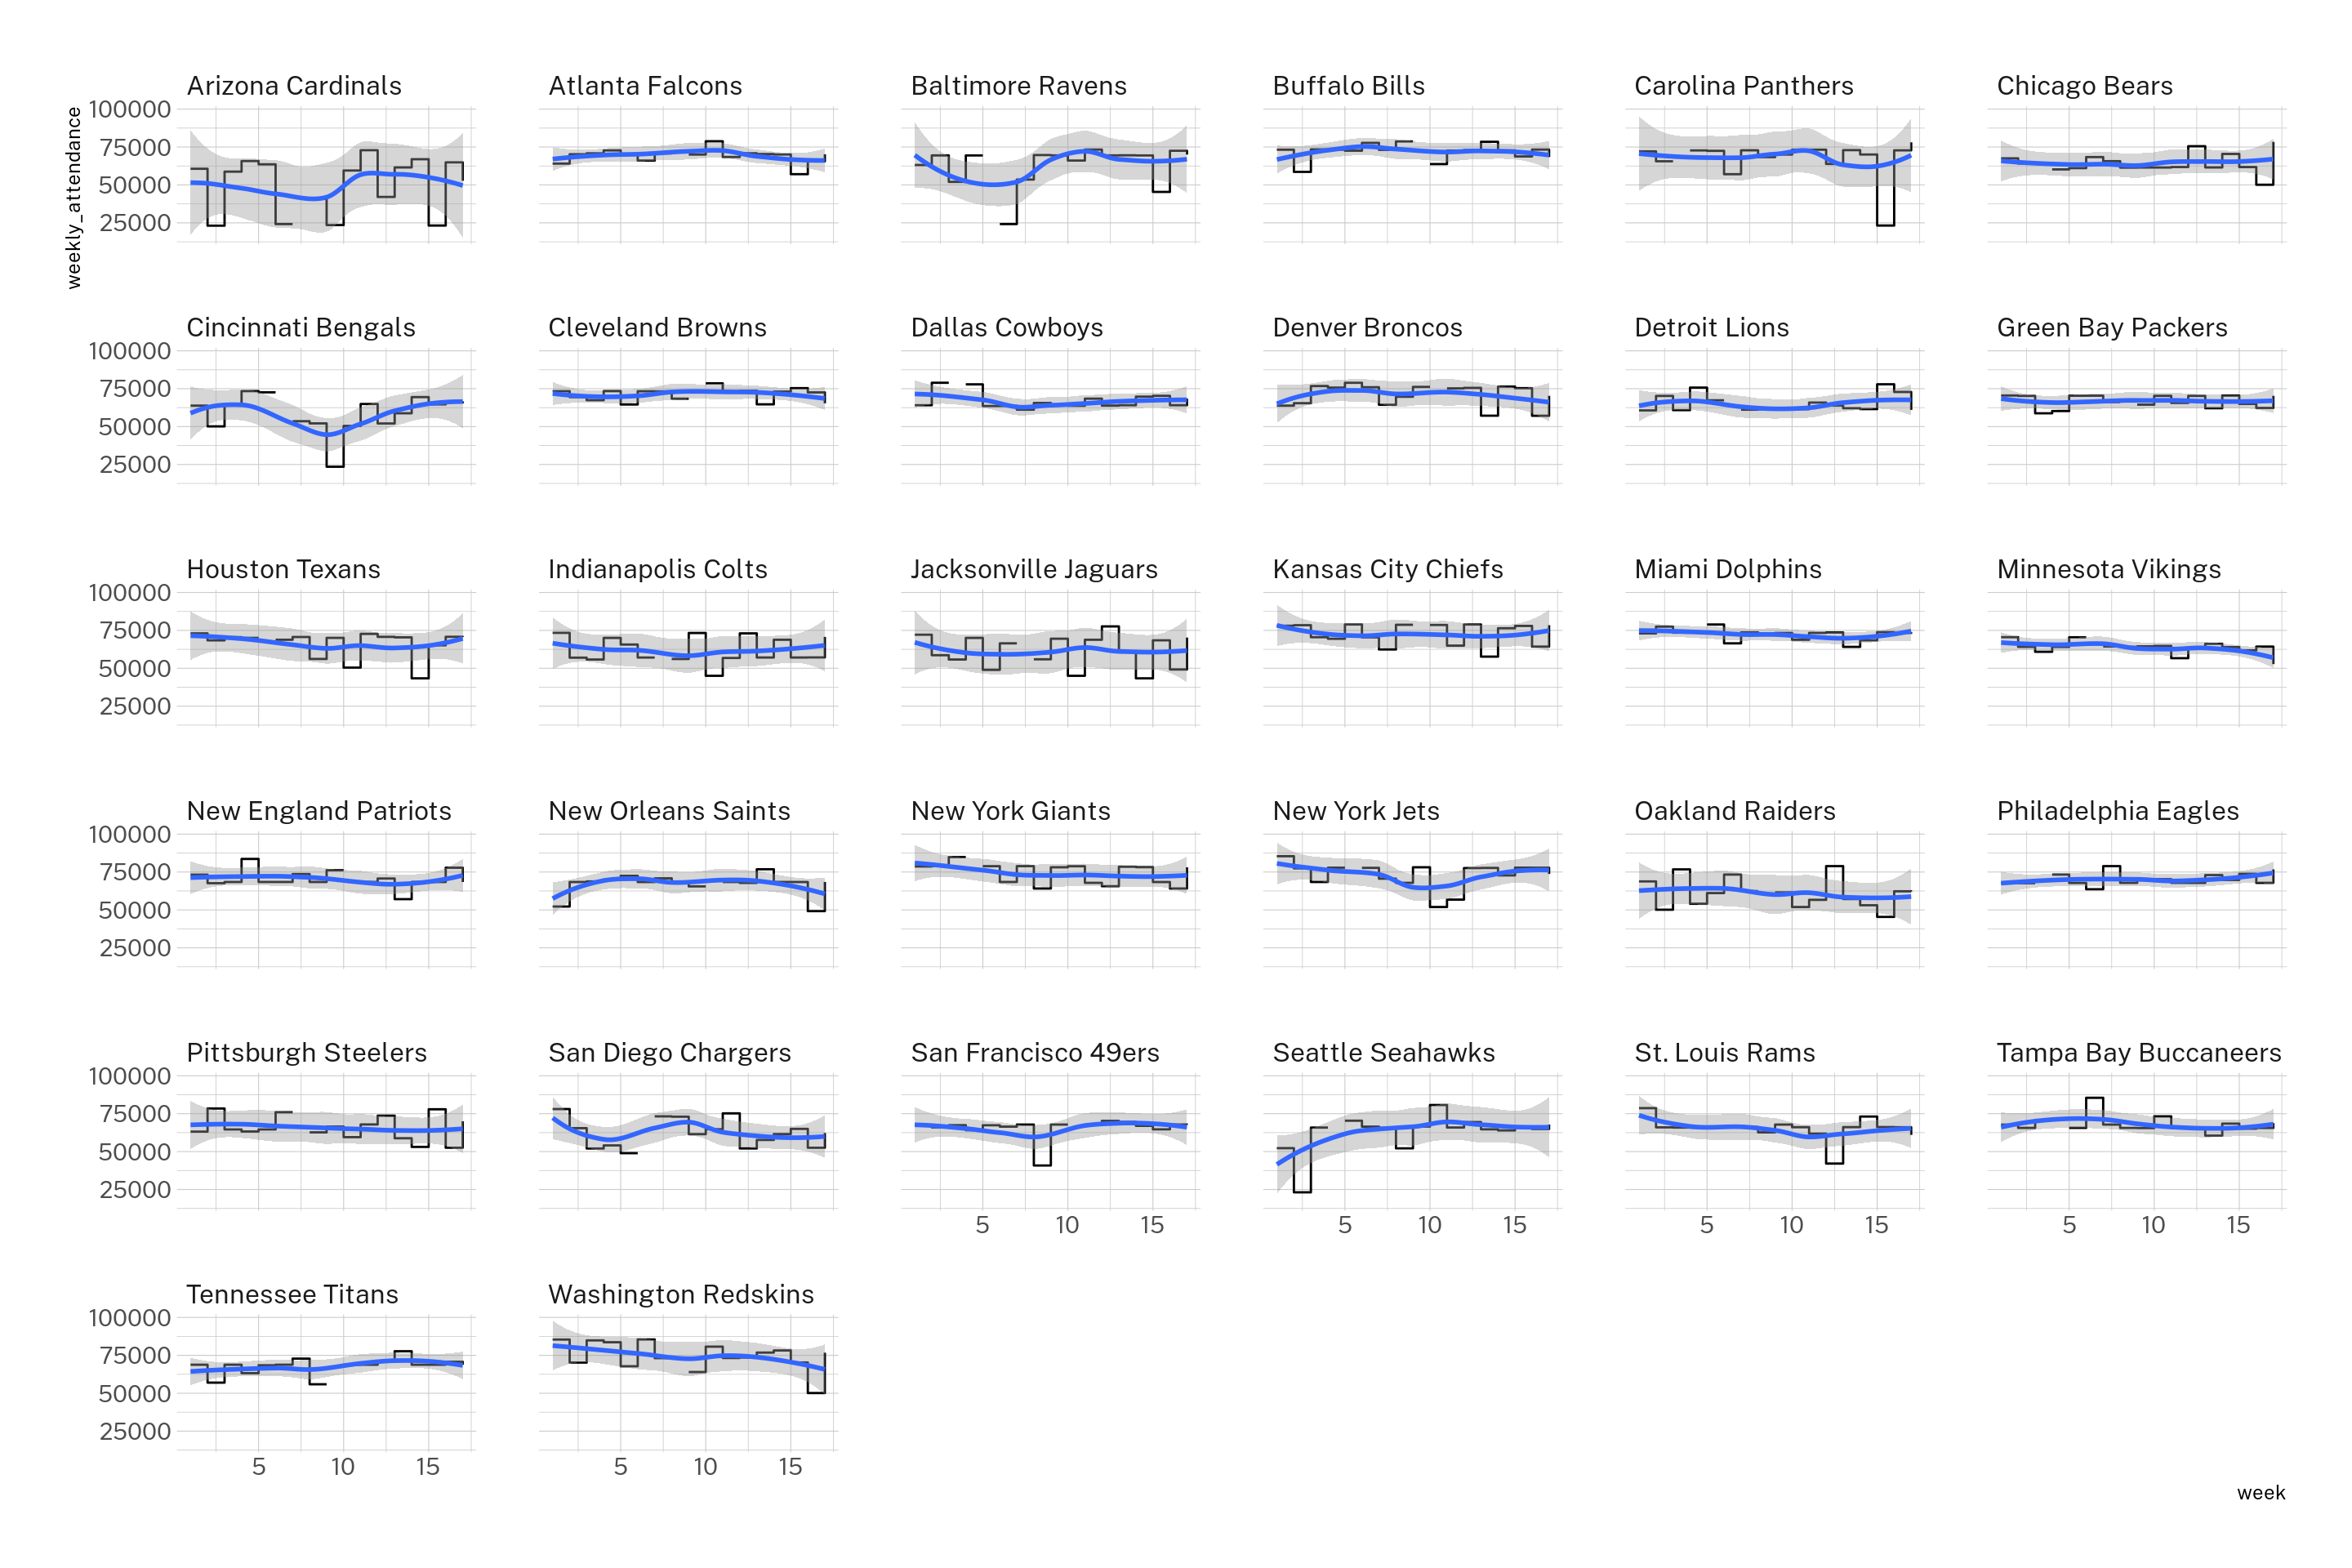 Arizona Cardinals Atlanta Falcons Baltimore Ravens Buffalo Bills Carolina Panthers Chicago Bears
weekly_attendance
100000
75000
50000
25000
Cincinnati Bengals Cleveland Browns Dallas Cowboys Denver Broncos Detroit Lions Green Bay Packers
100000
75000
50000
25000
Houston Texans Indianapolis Colts Jacksonville Jaguars Kansas City Chiefs Miami Dolphins Minnesota Vikings
100000
75000
50000
25000
New England Patriots New Orleans Saints New York Giants New York Jets Oakland Raiders Philadelphia Eagles
100000
75000
50000
25000
Pittsburgh Steelers San Diego Chargers San Francisco 49ers Seattle Seahawks St. Louis Rams Tampa Bay Buccaneers
100000
75000
50000
25000
5 10 15 5 10 15 5 10 15 5 10 15
Tennessee Titans Washington Redskins
100000
75000
50000
25000
5 10 15 5 10 15
week